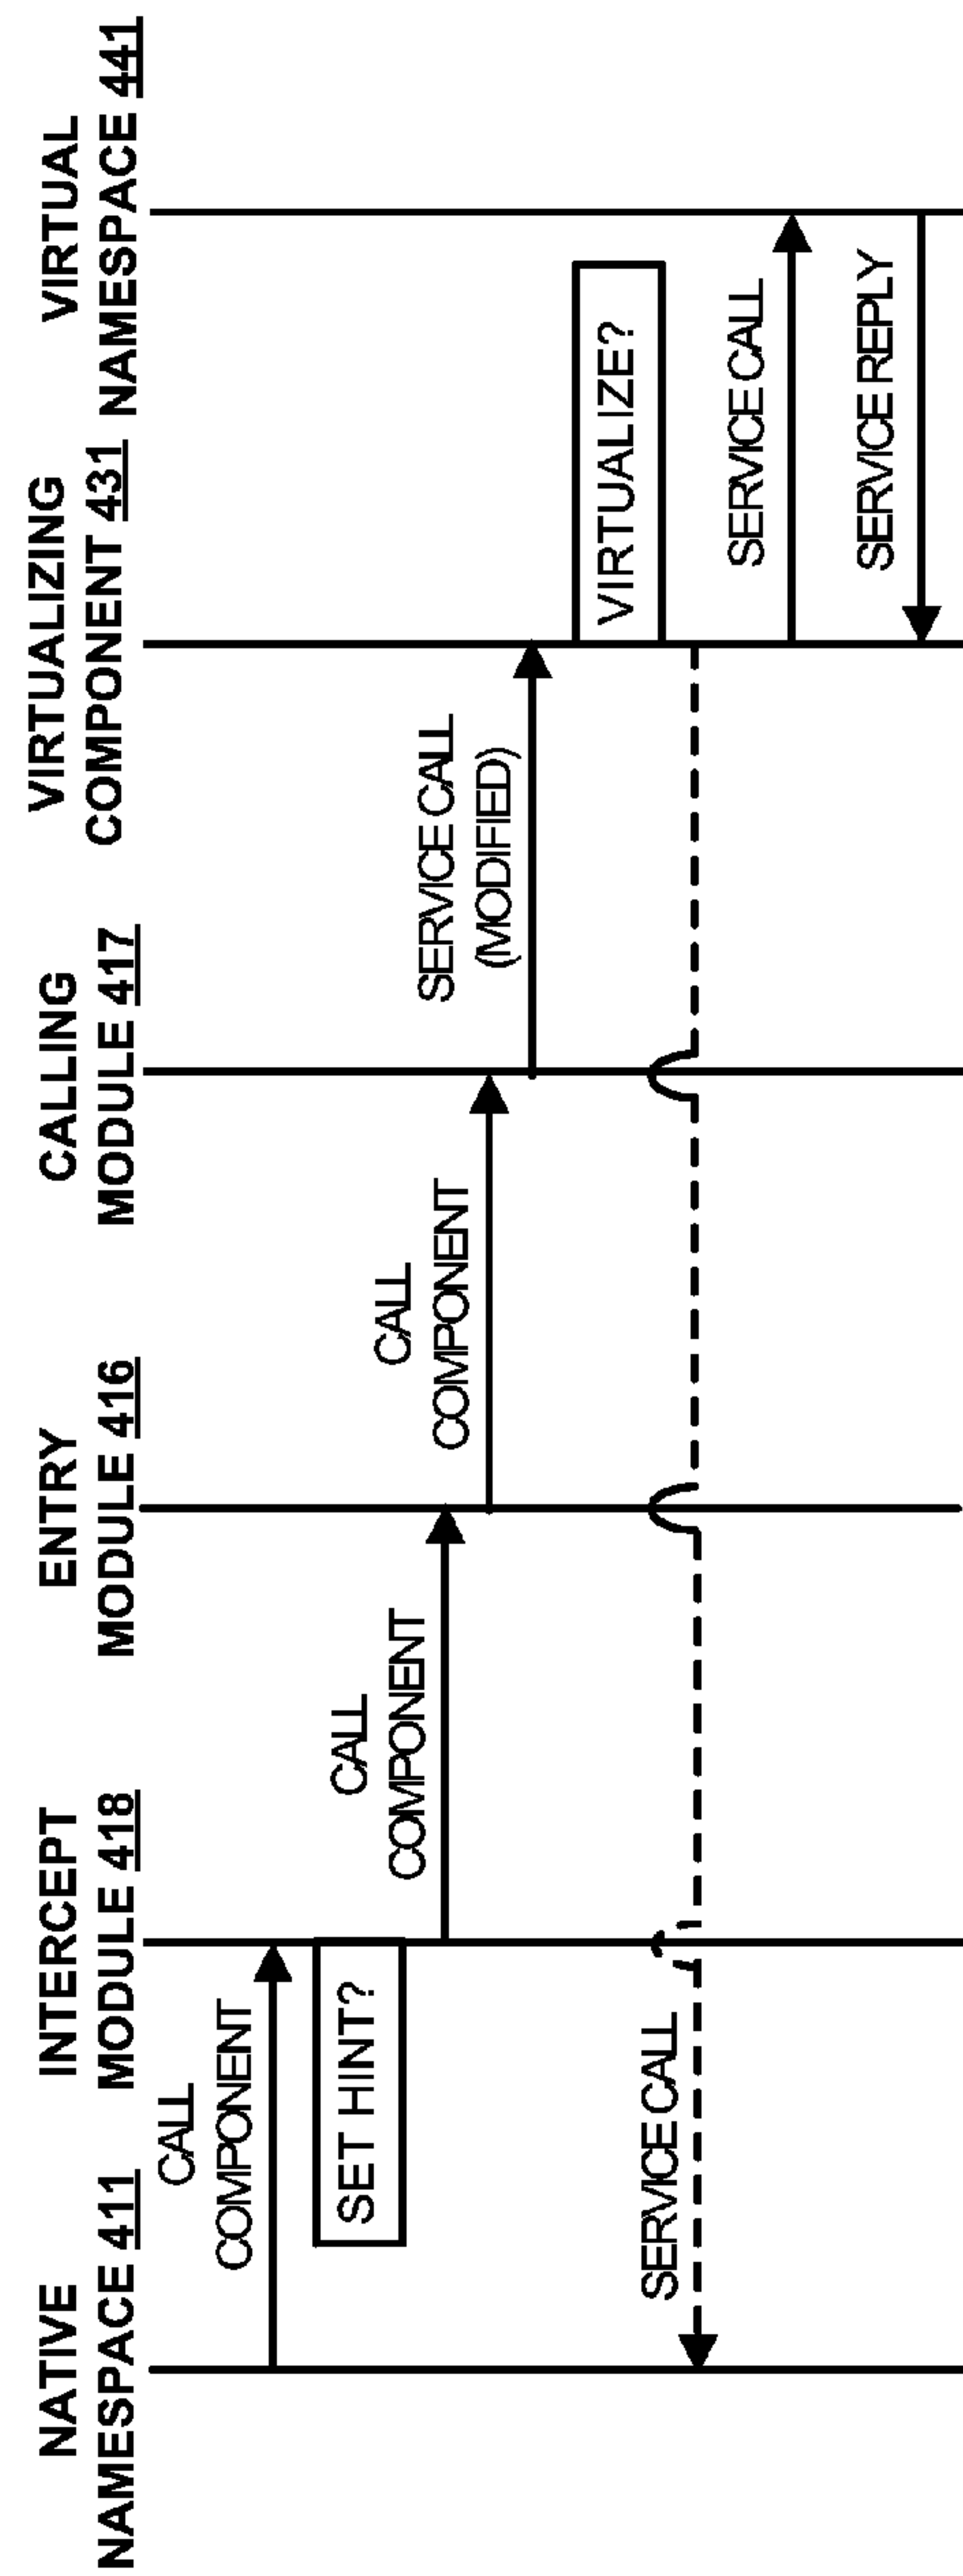 NATIVE
NAMESPACE 411
INTERCEPT
MODULE 418
ENTRY
MODULE 416
CALLING
MODULE 417
VIRTUALIZING
COMPONENT 431
VIRTUAL
NAMESPACE 441
CALL
COMPONENT
SET HINT?
CALL
COMPONENT
CALL
COMPONENT
SERVICE CALL
(MODIFIED)
VIRTUALIZE?
SERVICE CALL
SERVICE CALL
SERVICE REPLY